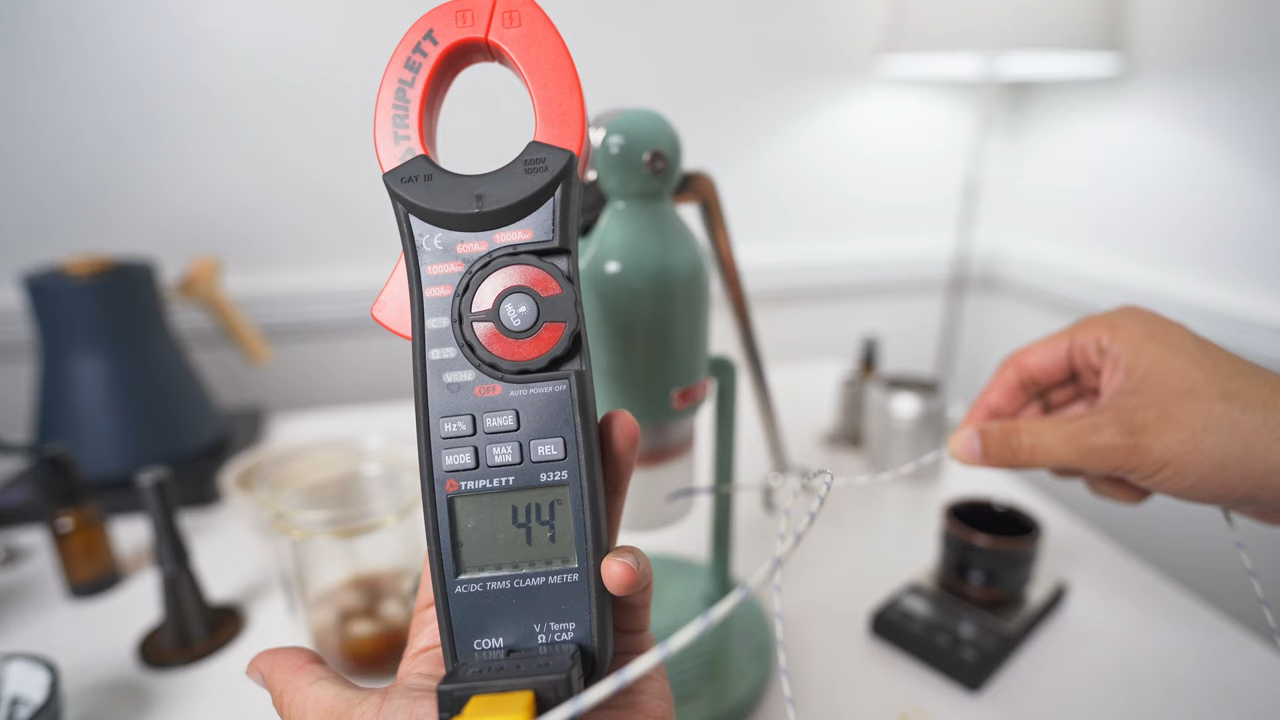 TRIPLETT
CAT III
600V
1000A
CE
600A
1000A
1000A
600A
HOLD
OFF
AUTO POWER OFF
Hz%
RANGE
MODE
MAX
MIN
REL
TRIPLETT
9325
44°C
AC/DC TRMS CLAMP METER
COM
V / Temp
Ω / CAP